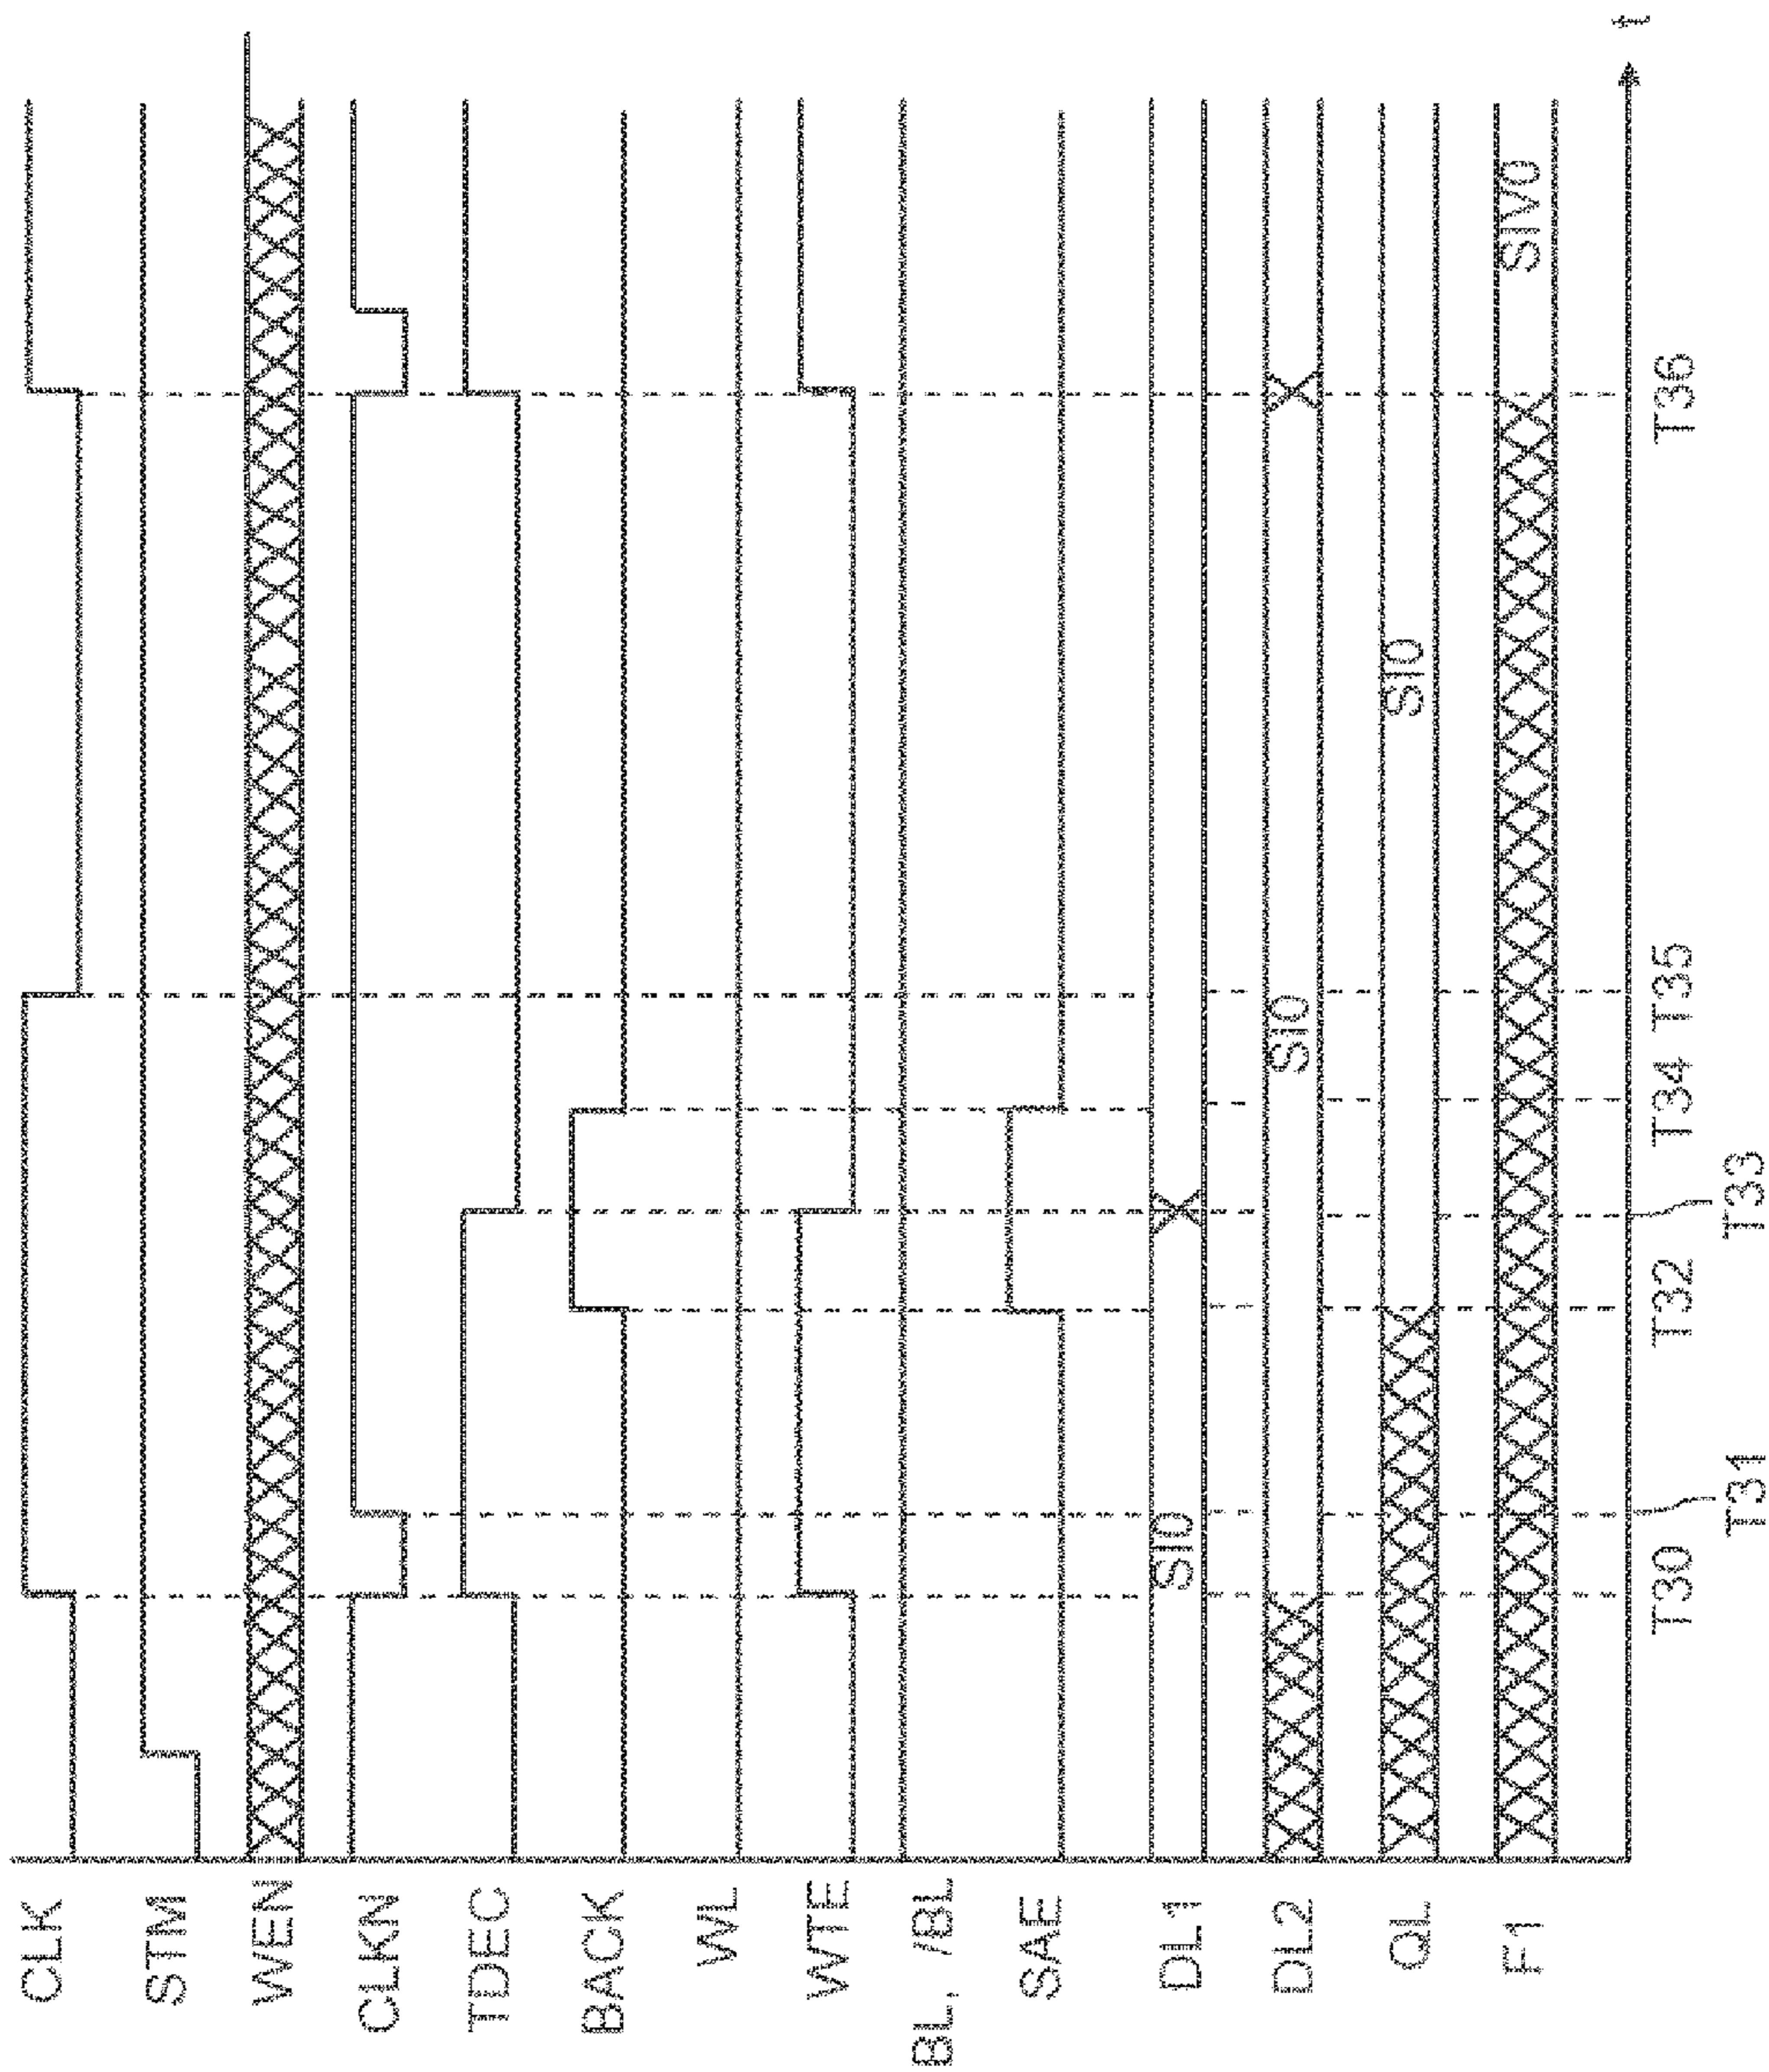 CLK
STM
WEN
CLKN
TDEC
BACK
WL
WTE
BL, /BL
SAE
DL1
SI0
DL2
SI0
QL
SI0
F1
SIV0
T30
T31
T32
T33
T34
T35
T36
t